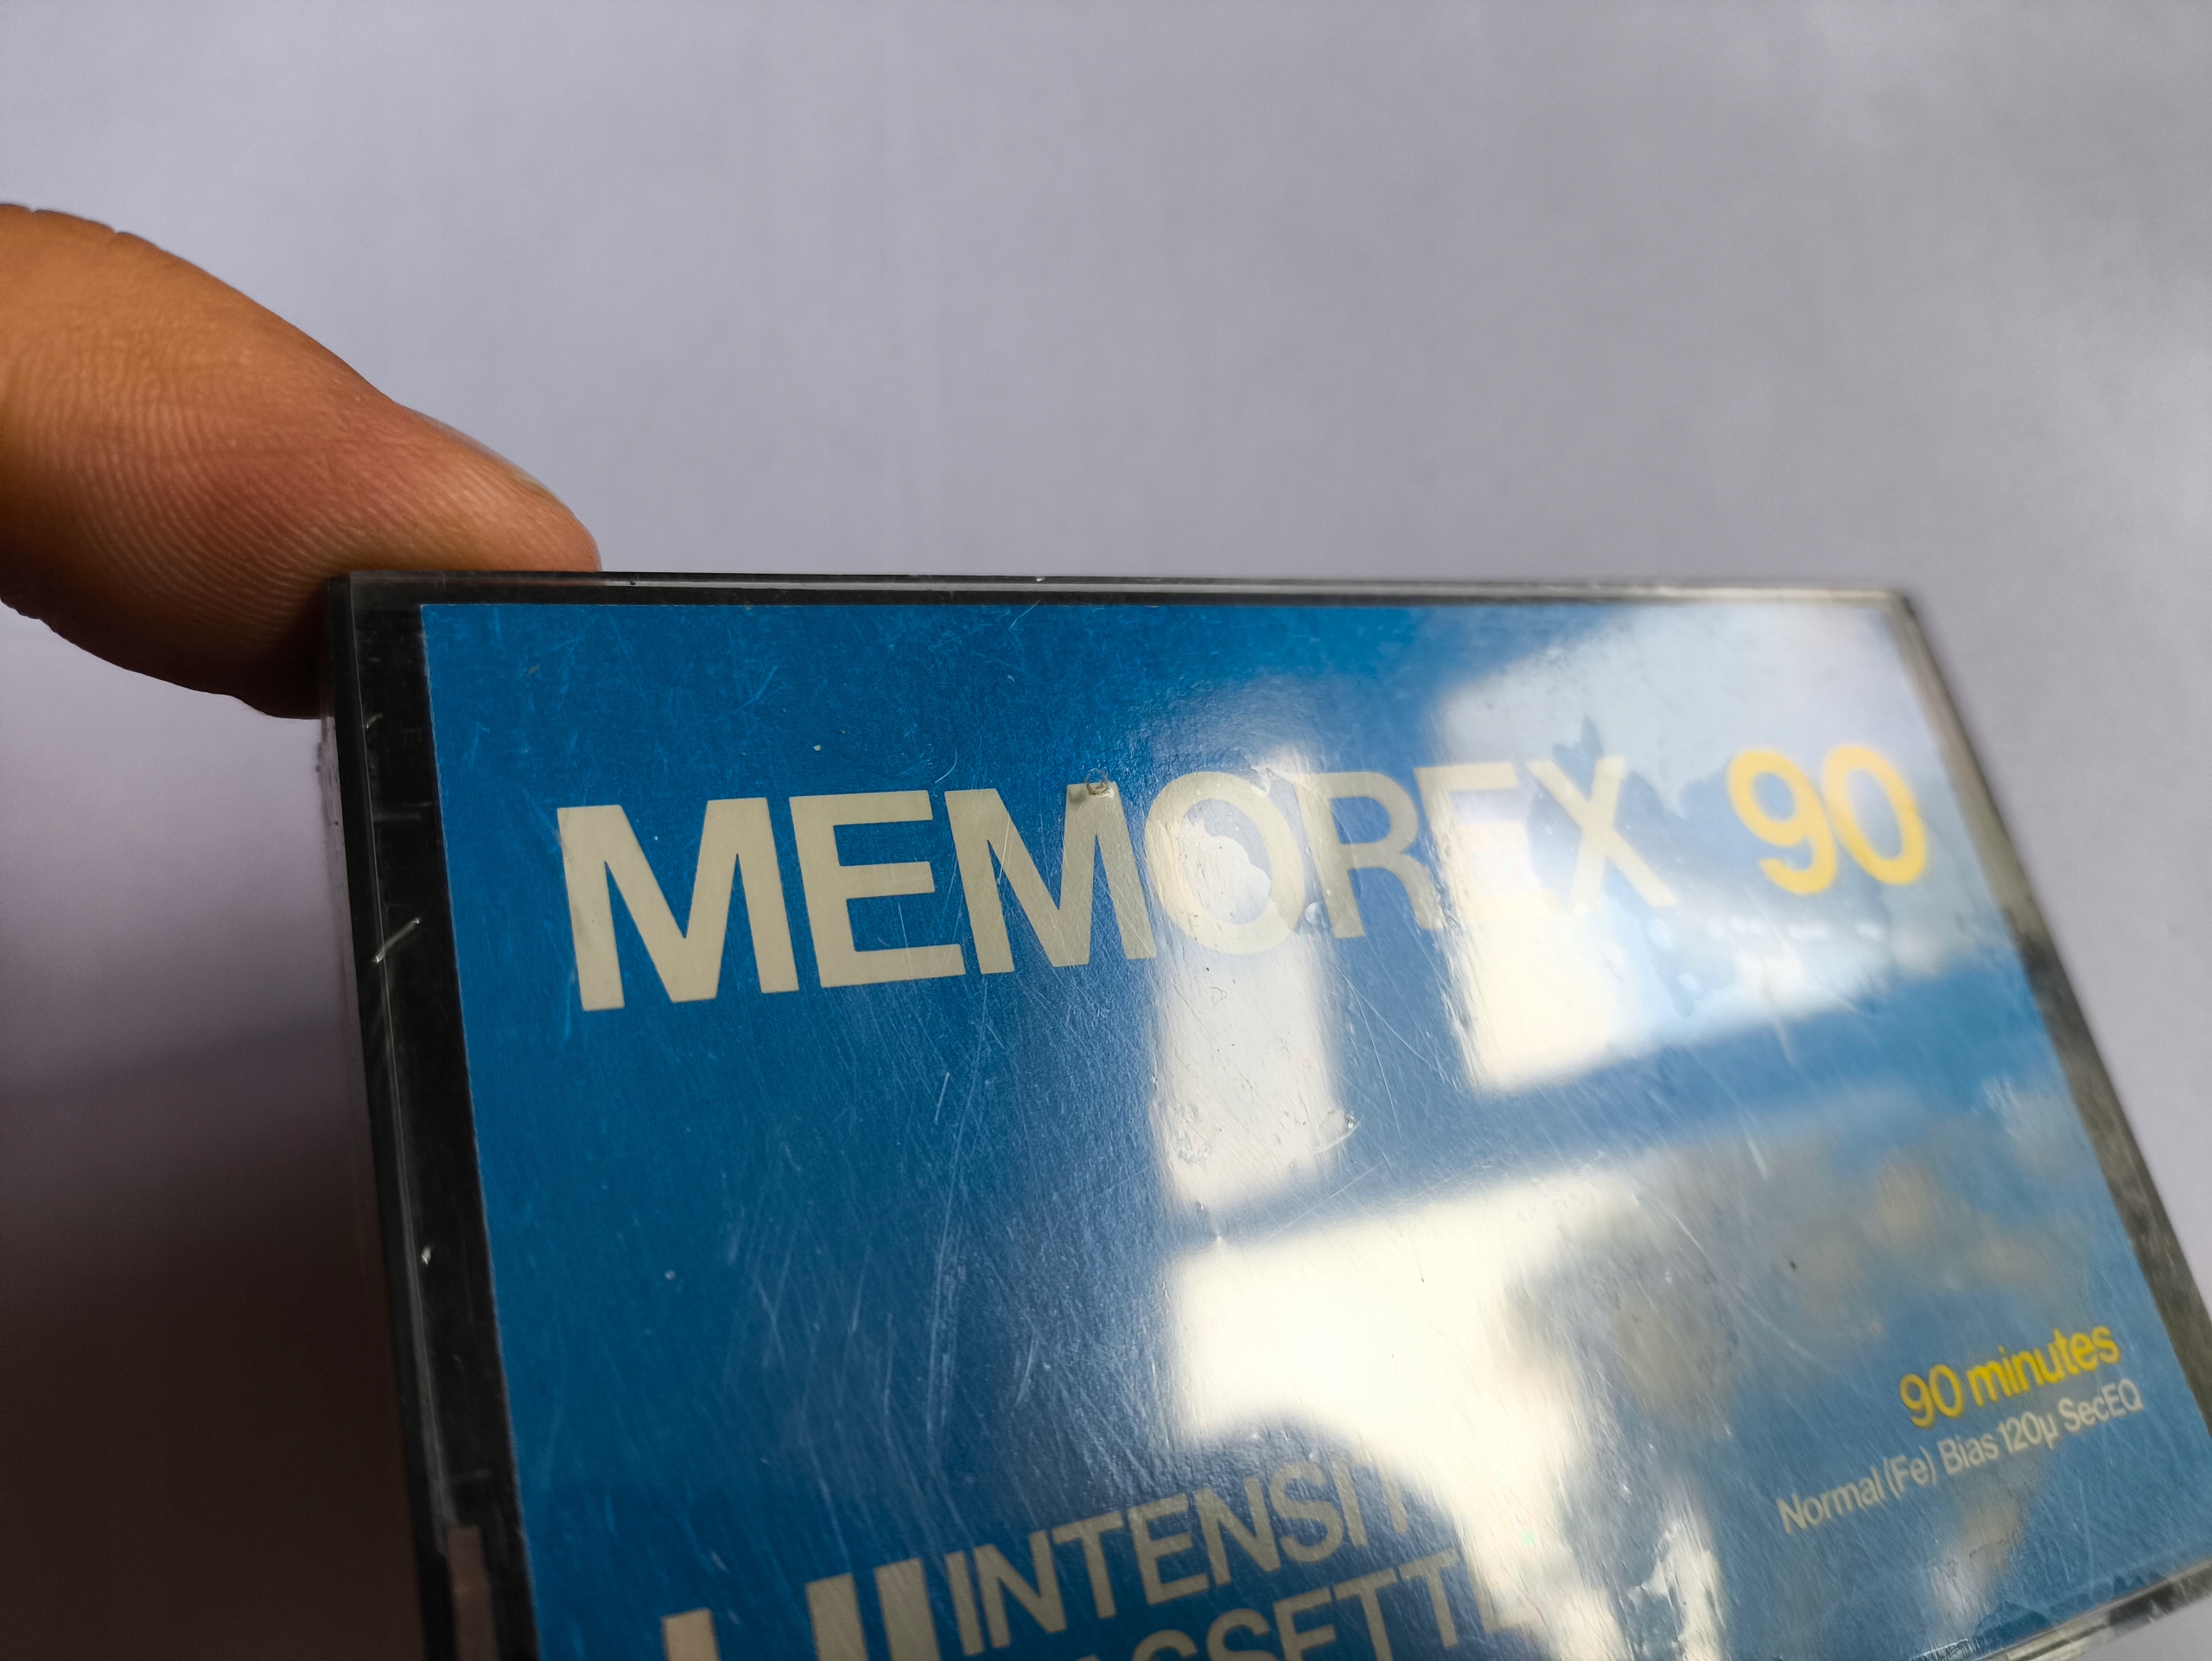 MEMOREX 90
90 minutes
Normal (Fe) Bias 120µ SecEQ